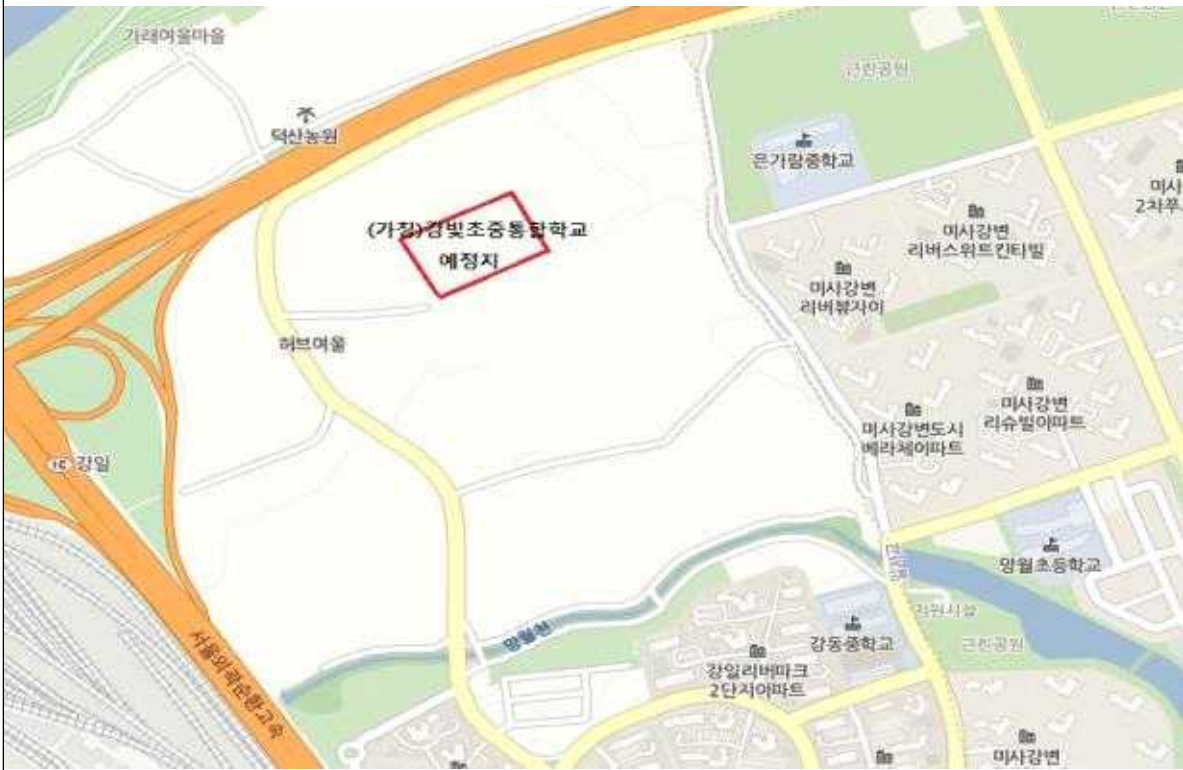 가래여울마을
덕산농원
근린공원
은가람중학교
(가칭)강빛초중통합학교
예정지
미사강변
리버스위트칸타빌
미사
2차푸
미사강변
리버뷰자이
허브여울
미사강변도시
베라체아파트
미사강변
리슈빌아파트
IC 강일
망월초등학교
서울외곽순환고속
망월천
강동중학교
지원시설
근린공원
강일리버파크
2단지아파트
미사강변